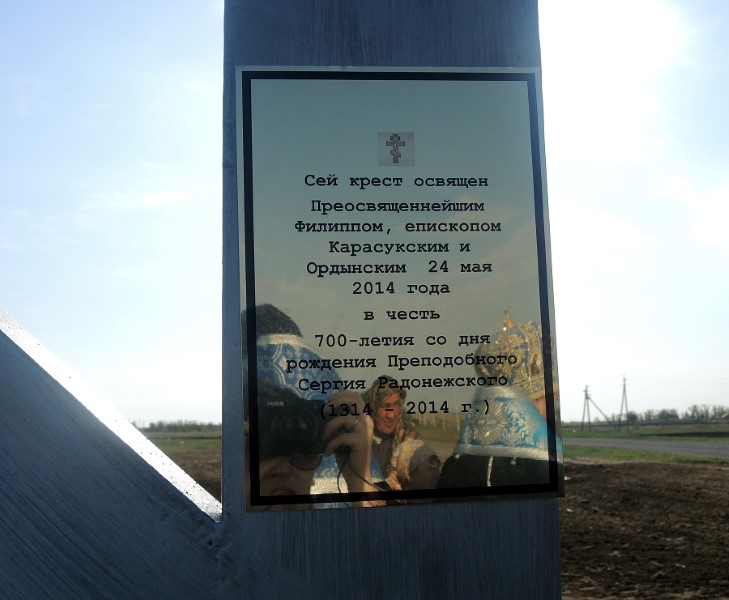 Сей крест освящен
Преосвященнейшим
Филиппом, епископом
Карасукским и
Ордынским 24 мая
2014 года
в честь
700-летия со дня
рождения Преподобного
Сергия Радонежского
(1314 - 2014 г.)